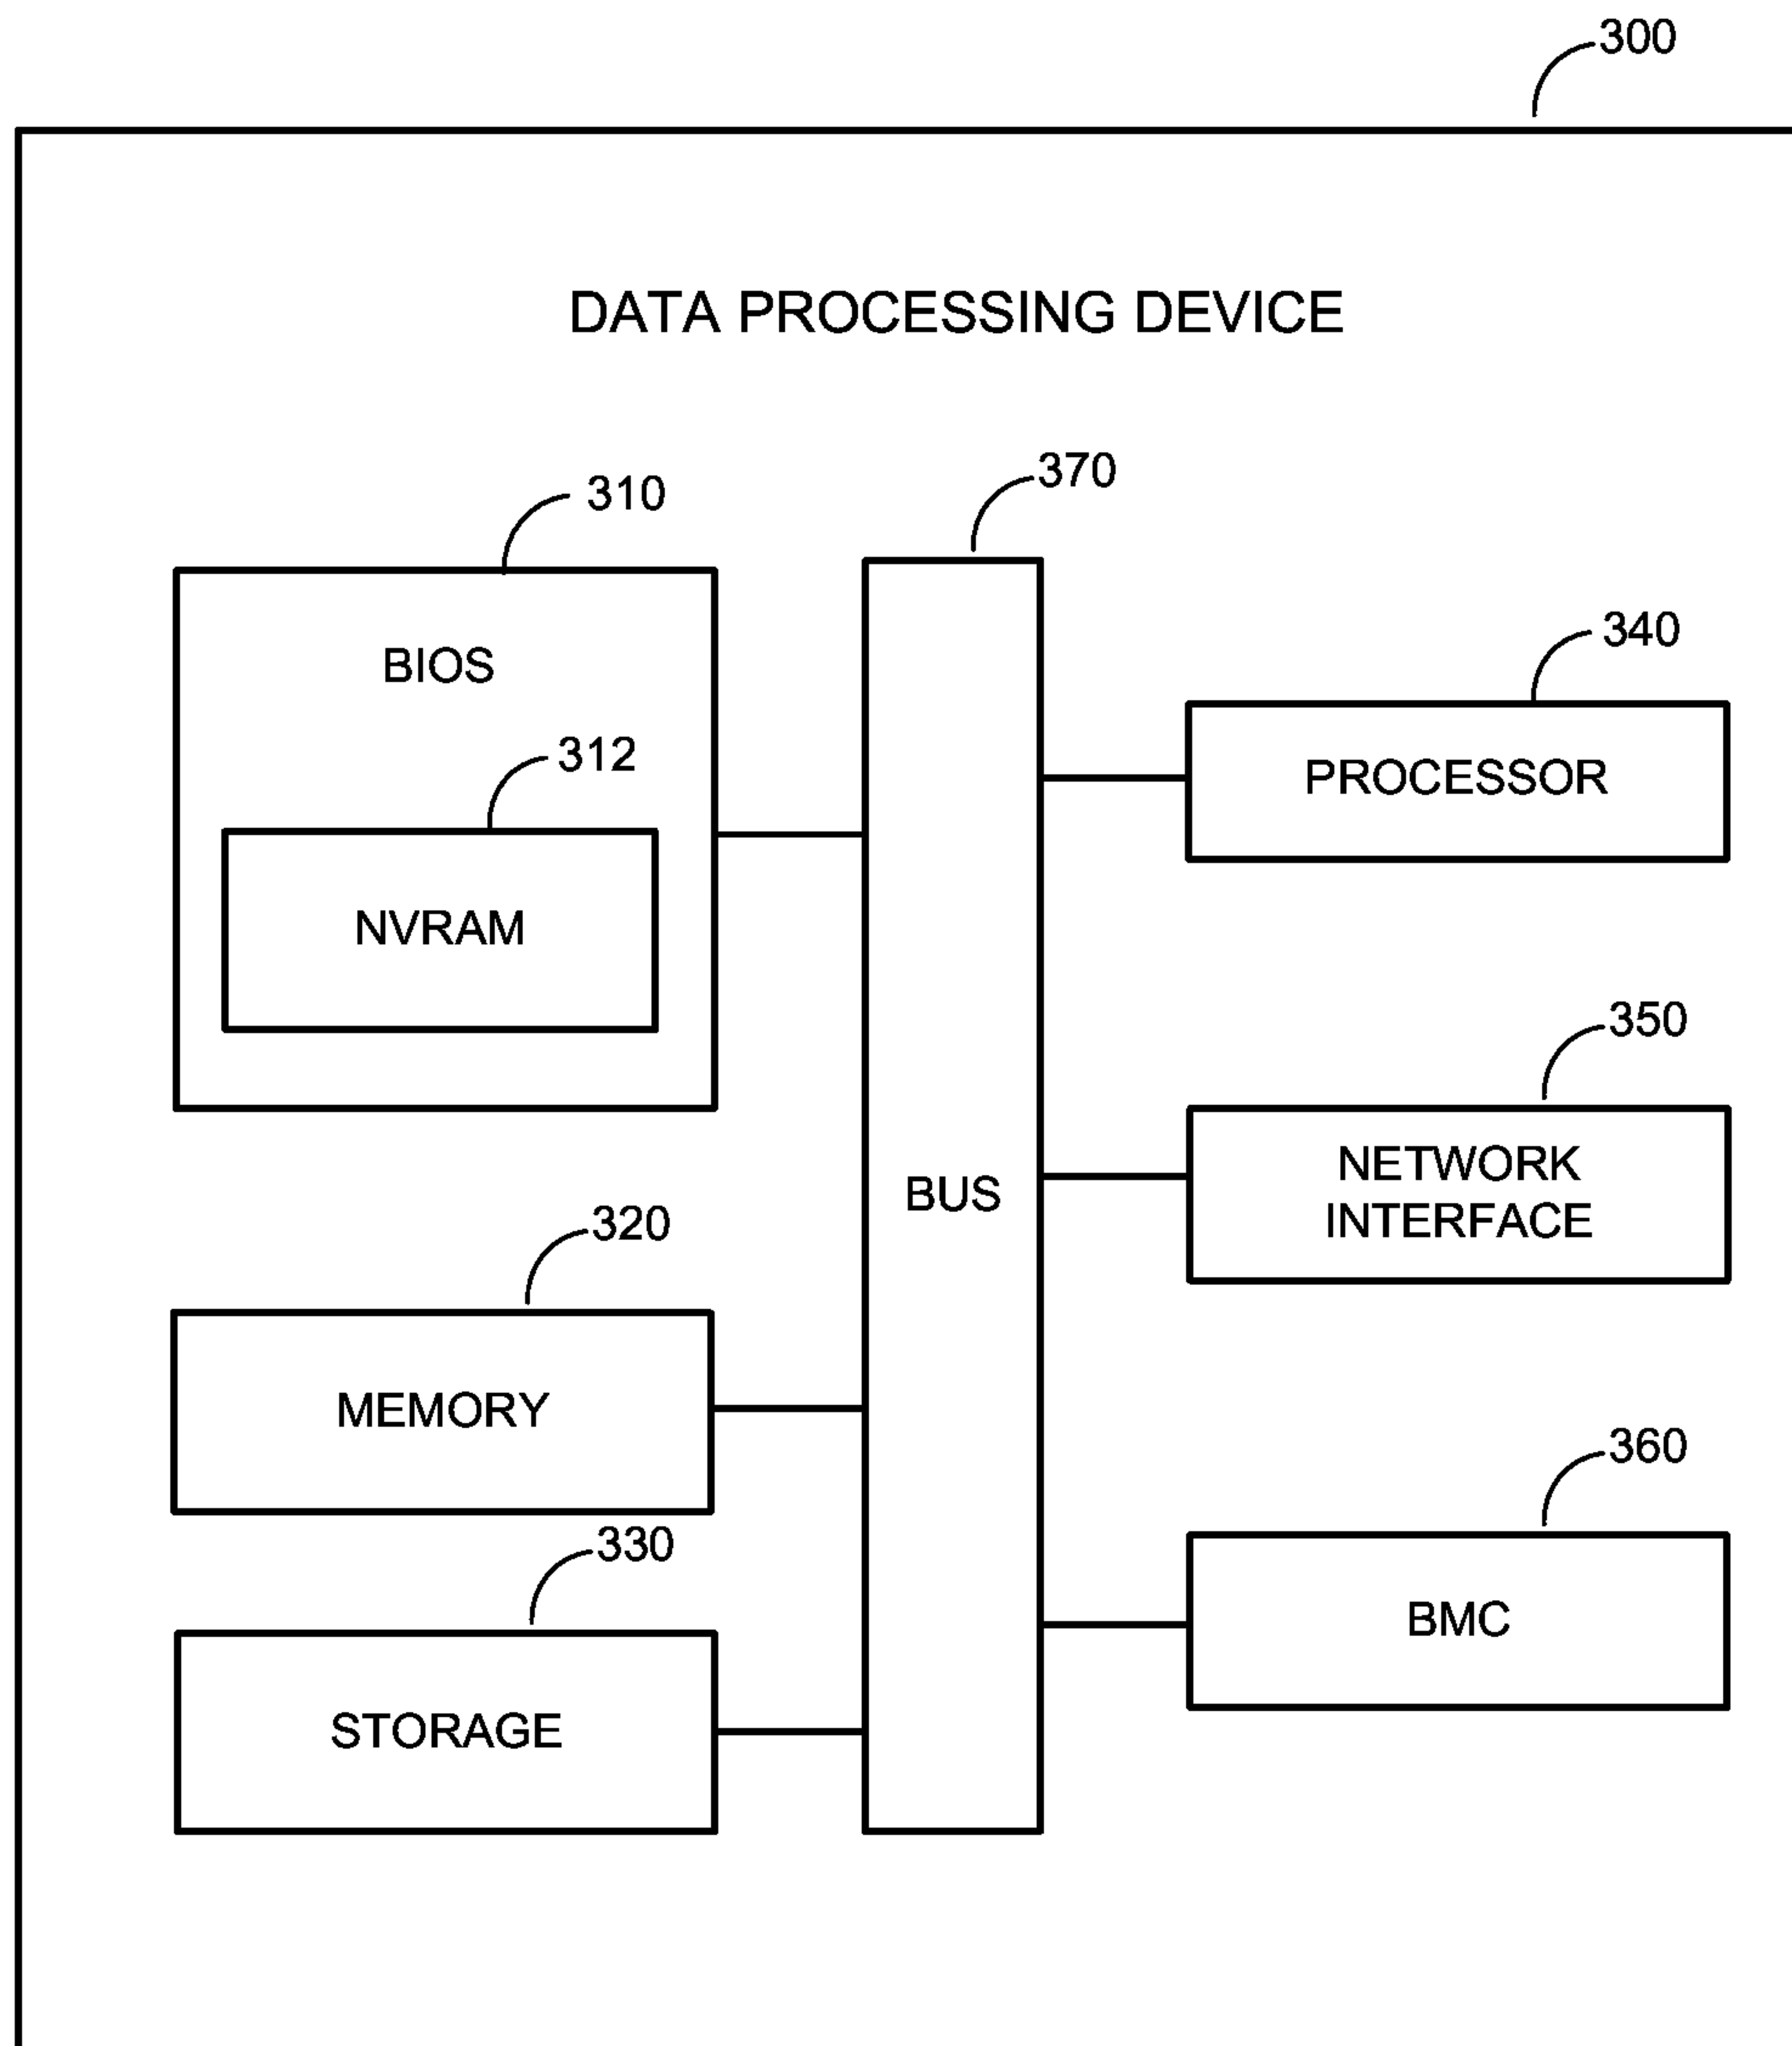 300
DATA PROCESSING DEVICE
370
310
BIOS
340
312
PROCESSOR
NVRAM
350
NETWORK
INTERFACE
BUS
320
MEMORY
360
330
BMC
STORAGE